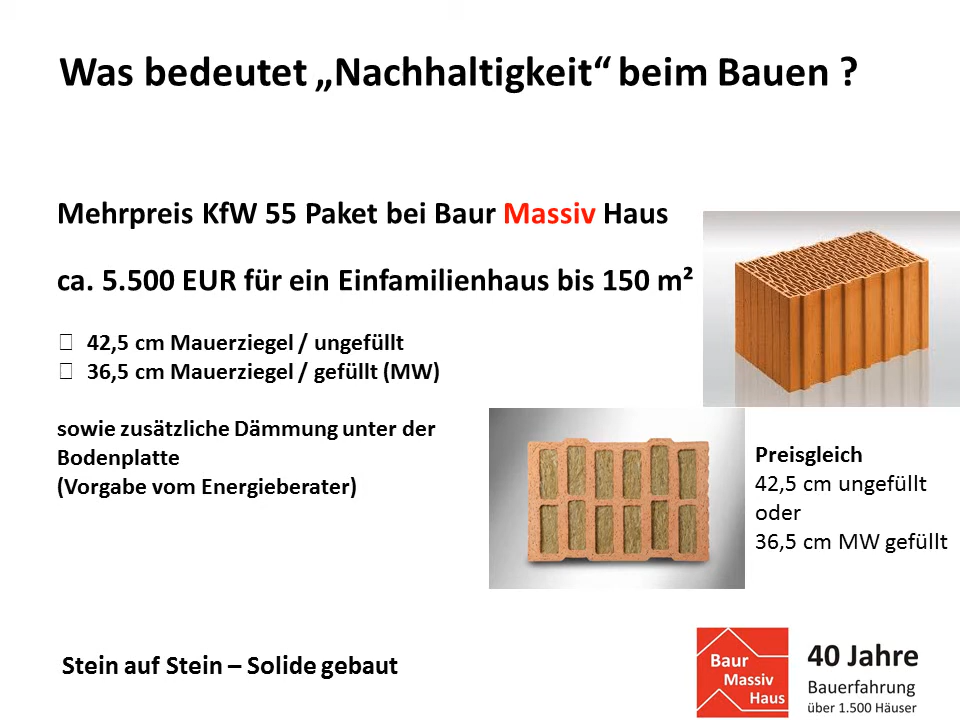 Was bedeutet „Nachhaltigkeit“ beim Bauen ?
Mehrpreis KfW 55 Paket bei Baur Massiv Haus
ca. 5.500 EUR für ein Einfamilienhaus bis 150 m²
42,5 cm Mauerziegel / ungefüllt
36,5 cm Mauerziegel / gefüllt (MW)
sowie zusätzliche Dämmung unter der
Bodenplatte
(Vorgabe vom Energieberater)
Preisgleich
42,5 cm ungefüllt
oder
36,5 cm MW gefüllt
Stein auf Stein – Solide gebaut
Baur
Massiv
Haus
40 Jahre
Bauerfahrung
über 1.500 Häuser